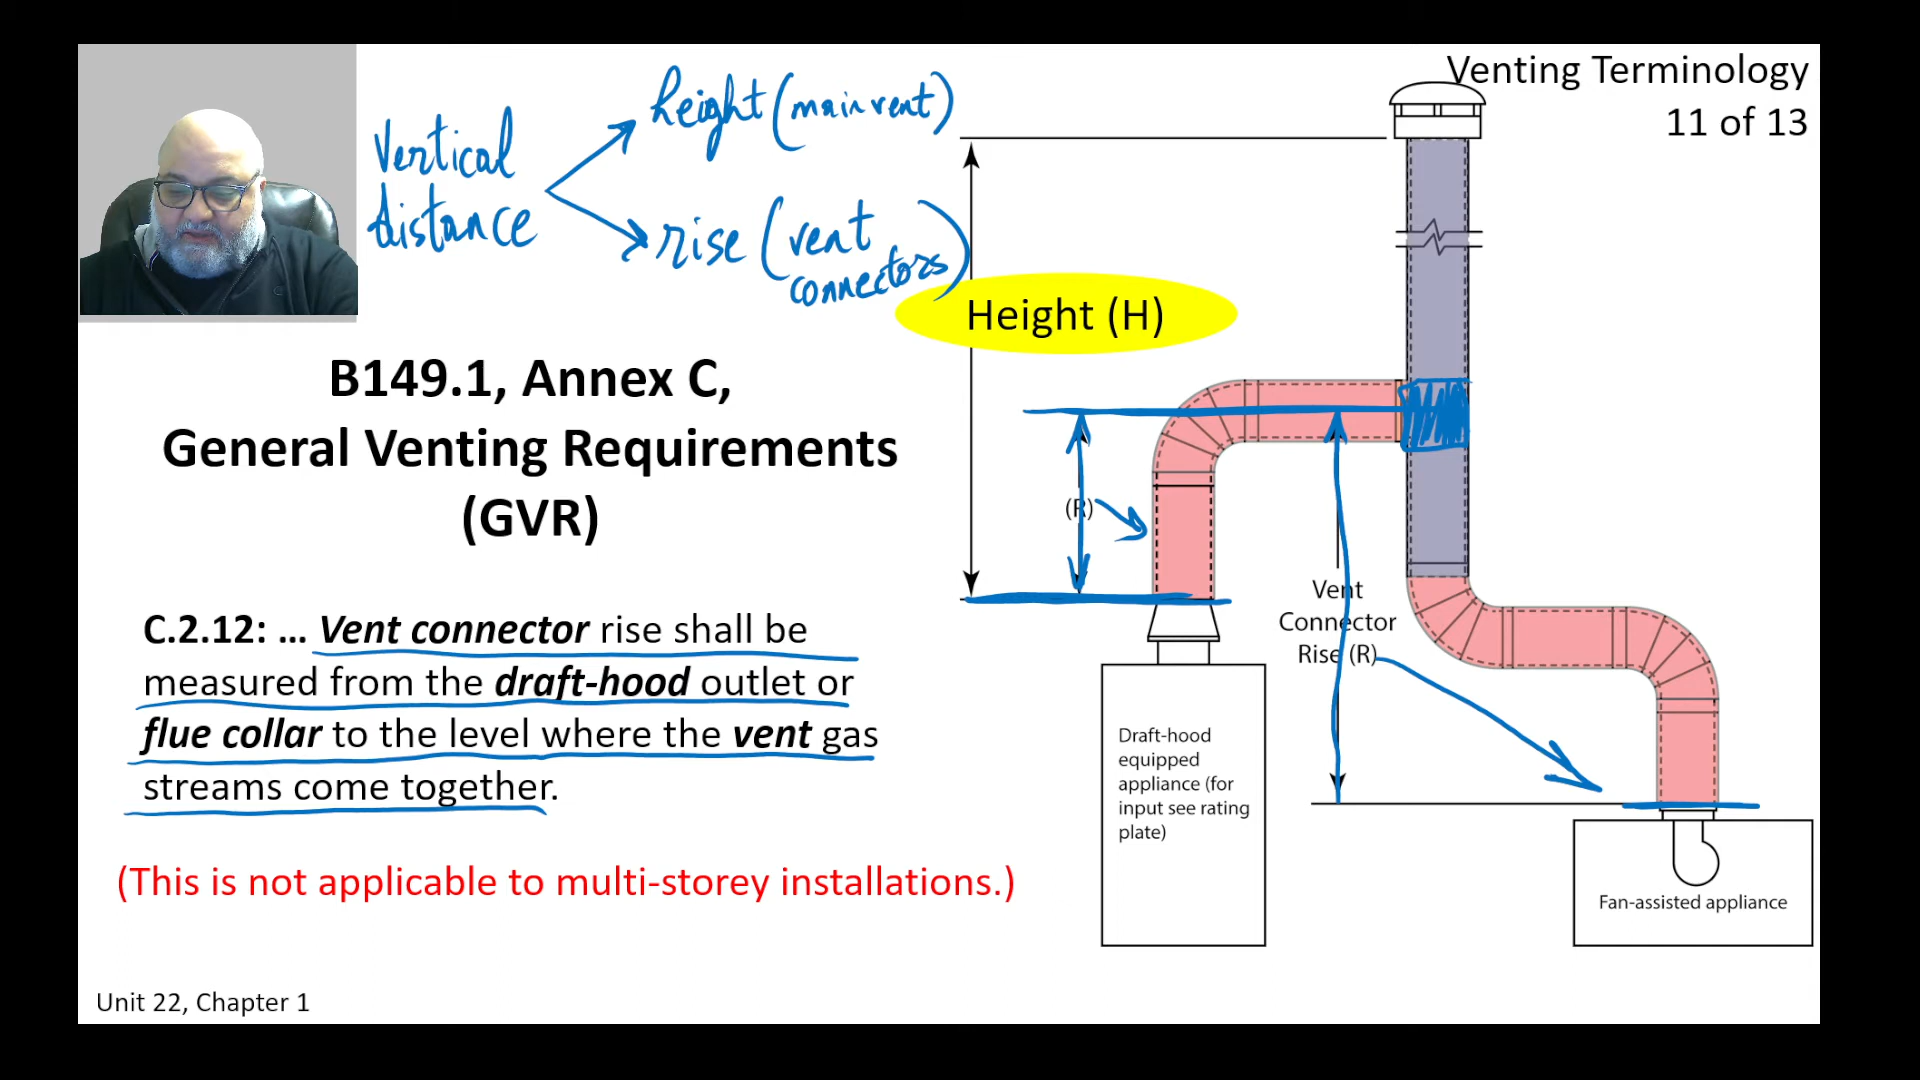 Venting Terminology
11 of 13
height (main vent)
Vertical
distance
rise (vent
connectors)
Height (H)
B149.1, Annex C,
General Venting Requirements
(GVR)
(R)
Vent
Connector
Rise (R)
C.2.12: ... Vent connector rise shall be
measured from the draft-hood outlet or
flue collar to the level where the vent gas
streams come together.
(This is not applicable to multi-storey installations.)
Draft-hood
equipped
appliance (for
input see rating
plate)
Fan-assisted appliance
Unit 22, Chapter 1